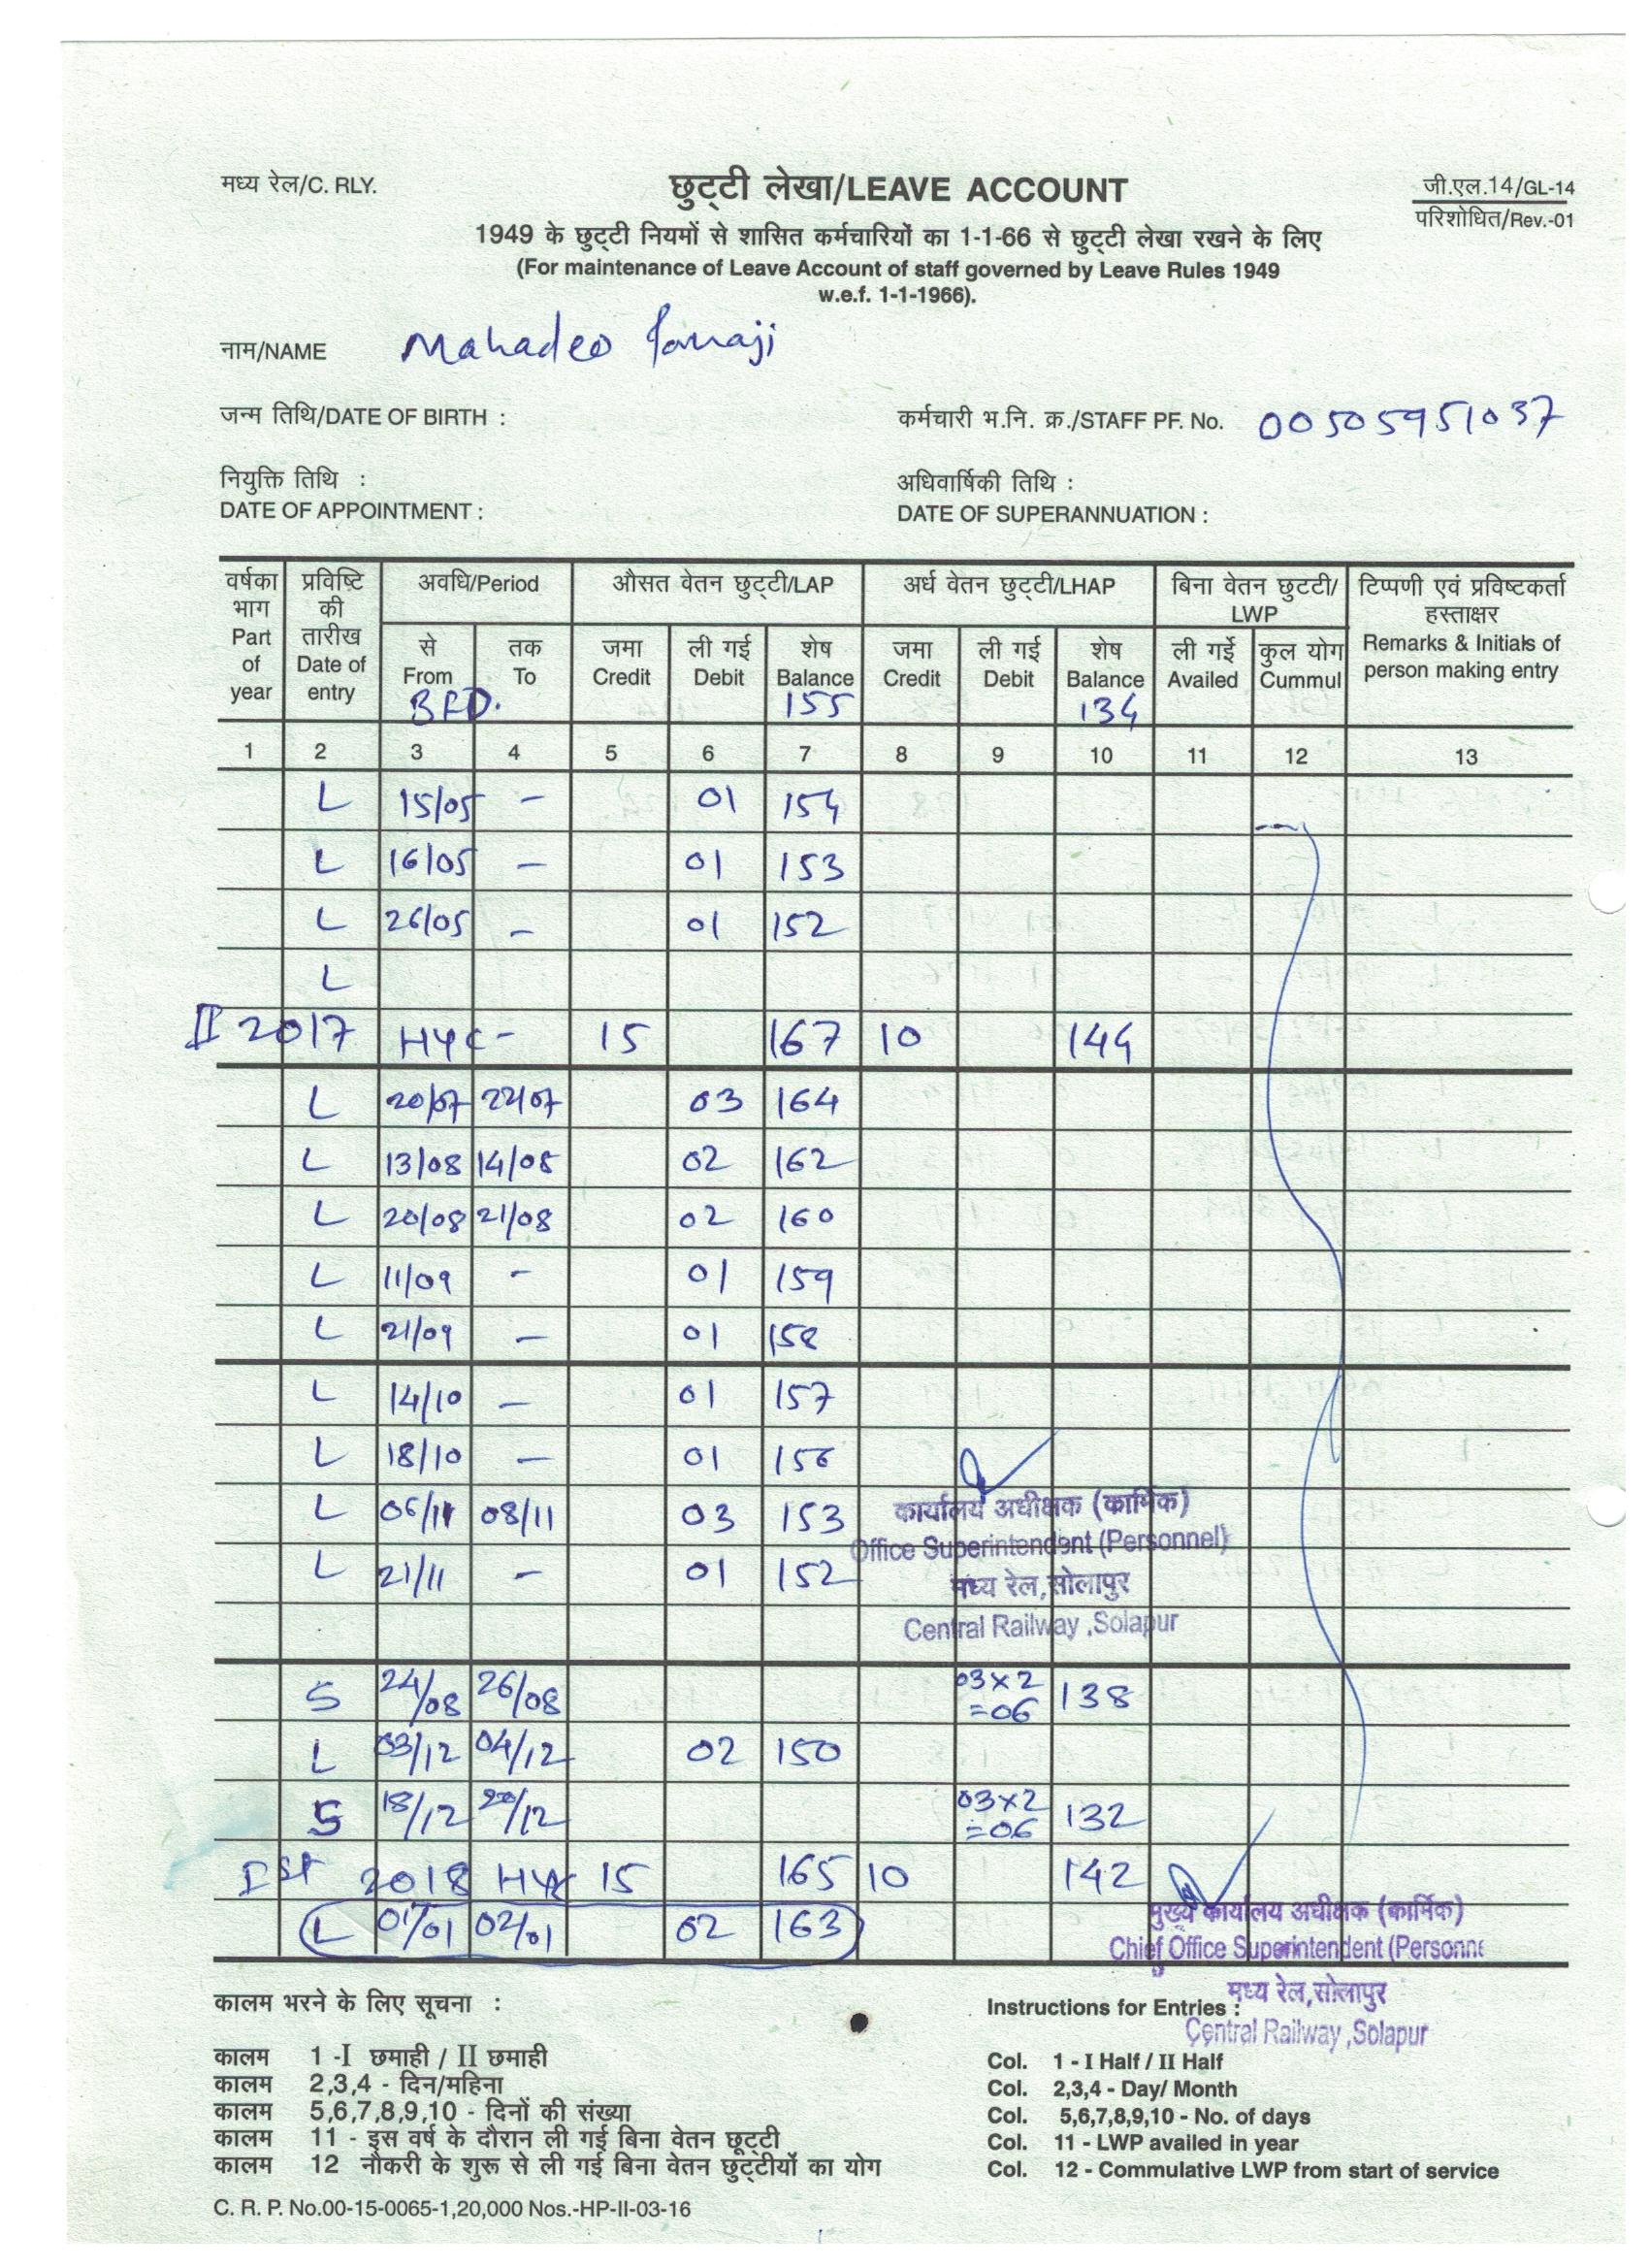 मध्य रेल/C. RLY.
छुट्टी लेखा/LEAVE ACCOUNT
जी.एल.14/GL-14
परिशोधित/Rev.-01
1949 के छुट्टी नियमों से शासित कर्मचारियों का 1-1-66 से छुट्टी लेखा रखने के लिए
(For maintenance of Leave Account of staff governed by Leave Rules 1949
w.e.f. 1-1-1966).
नाम/NAME Mahadeo
जन्म तिथि/DATE OF BIRTH :
कर्मचारी भ.नि. क्र./STAFF PF. No. 00505951037
नियुक्ति तिथि :
DATE OF APPOINTMENT :
अधिवार्षिकी तिथि :
DATE OF SUPERANNUATION :
वर्षका भाग Part of year
प्रविष्टि की तारीख Date of entry
अवधि/Period
औसत वेतन छुट्टी/LAP
अर्ध वेतन छुट्टी/LHAP
बिना वेतन छुट्टी/LWP
टिप्पणी एवं प्रविष्टकर्ता हस्ताक्षर
Remarks & Initials of person making entry
से From
तक To
जमा Credit
ली गई Debit
शेष Balance
जमा Credit
ली गई Debit
शेष Balance
ली गईे Availed
कुल योग Cummul
155 134
1 2 3 4 5 6 7 8 9 10 11 12 13
L 15/05 - 01 154
L 16/05 - 01 153
L 26/05 - 01 152
L
II 2017 HYC- 15 167 10 144
L 20/07 22/07 03 164
L 13/08 14/08 02 162
L 20/08 21/08 02 160
L 11/09 - 01 159
L 21/09 - 01 158
L 14/10 - 01 157
L 18/10 - 01 156
L 06/11 08/11 03 153
L 21/11 - 01 152
कार्यालय अधीक्षक (कार्मिक)
Office Superintendent (Personnel)
मध्य रेल,सोलापुर
Central Railway ,Solapur
S 24/08 26/08 03x2=06 138
L 03/12 04/12 02 150
S 18/12 20/12 03x2=06 132
Ist 2018 HYC 15 165 10 142
L 01/01 02/01 02 163
मुख्य कार्यालय अधीक्षक (कार्मिक)
Chief Office Superintendent (Personne
मध्य रेल,सोलापुर
Central Railway ,Solapur
कालम भरने के लिए सूचना :
कालम 1 -I छमाही / II छमाही
कालम 2,3,4 - दिन/महिना
कालम 5,6,7,8,9,10 - दिनों की संख्या
कालम 11 - इस वर्ष के दौरान ली गई बिना वेतन छूट्टी
कालम 12 नौकरी के शुरू से ली गई बिना वेतन छुट्टीयों का योग
Instructions for Entries :
Col. 1 - I Half / II Half
Col. 2,3,4 - Day/ Month
Col. 5,6,7,8,9,10 - No. of days
Col. 11 - LWP availed in year
Col. 12 - Commulative LWP from start of service
C. R. P. No.00-15-0065-1,20,000 Nos.-HP-II-03-16